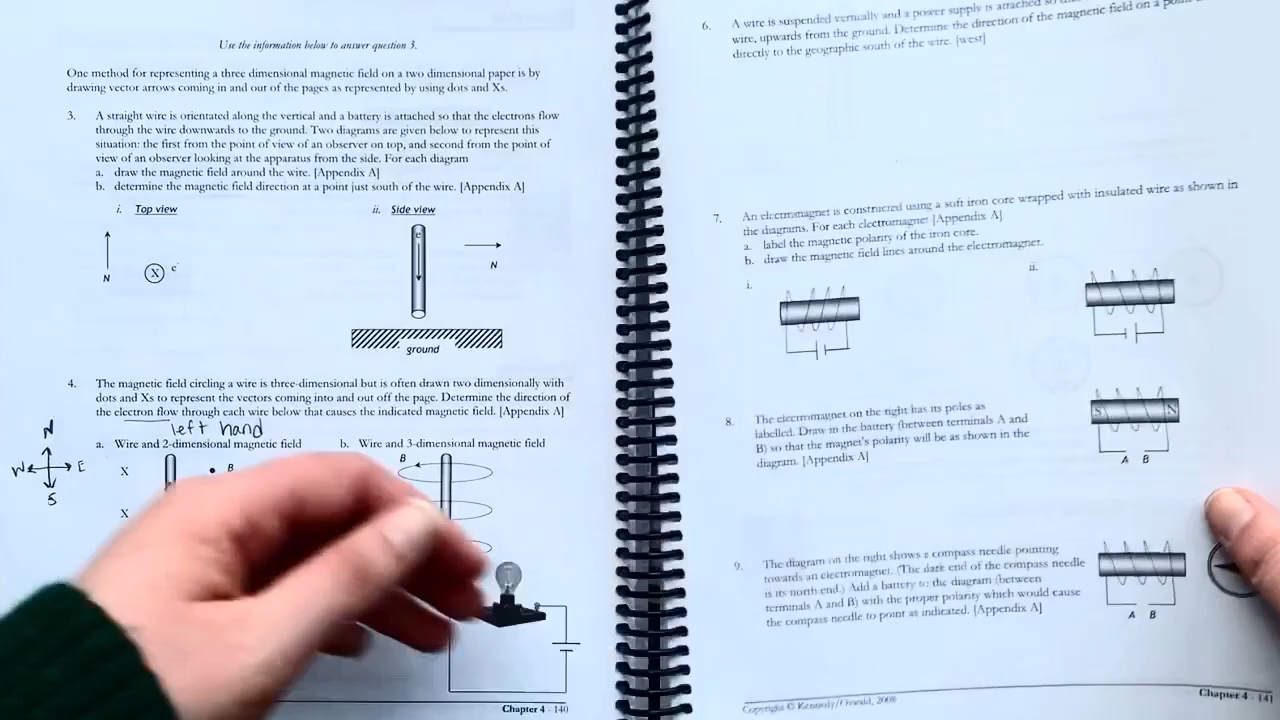 Use the information below to answer question 3.
One method for representing a three dimensional magnetic field on a two dimensional paper is by
drawing vector arrows coming in and out of the pages as represented by using dots and Xs.
3. A straight wire is orientated along the vertical and a battery is attached so that the electrons flow
through the wire downwards to the ground. Two diagrams are given below to represent this
situation: the first from the point of view of an observer on top, and second from the point of
view of an observer looking at the apparatus from the side. For each diagram
a. draw the magnetic field around the wire. [Appendix A]
b. determine the magnetic field direction at a point just south of the wire. [Appendix A]
i. Top view
ii. Side view
N
X
e
e
N
ground
4. The magnetic field circling a wire is three-dimensional but is often drawn two dimensionally with
dots and Xs to represent the vectors coming into and out off the page. Determine the direction of
the electron flow through each wire below that causes the indicated magnetic field. [Appendix A]
left hand
a. Wire and 2-dimensional magnetic field
b. Wire and 3-dimensional magnetic field
N
W
E
S
X
B
X
B
Chapter 4 - 140
6. A wire is suspended vertically and a power supply is attached
wire, upwards from the ground. Determine the direction of the magnetic field on a
directly to the geographic south of the wire. [west]
7. An electromagnet is constructed using a soft iron core wrapped with insulated wire as shown in
the diagrams. For each electromagnet [Appendix A]
a. label the magnetic polarity of the iron core.
b. draw the magnetic field lines around the electromagnet.
i.
ii.
8. The electromagnet on the right has its poles as
labelled. Draw in the battery (between terminals A and
B) so that the magnet's polarity will be as shown in the
diagram. [Appendix A]
S
N
A B
9. The diagram on the right shows a compass needle pointing
towards an electromagnet. (The dark end of the compass needle
is its north end.) Add a battery to the diagram (between
terminals A and B) with the proper polarity which would cause
the compass needle to point as indicated. [Appendix A]
A B
Copyright © Kennedy/Oswald, 2008
Chapter 4 - 141